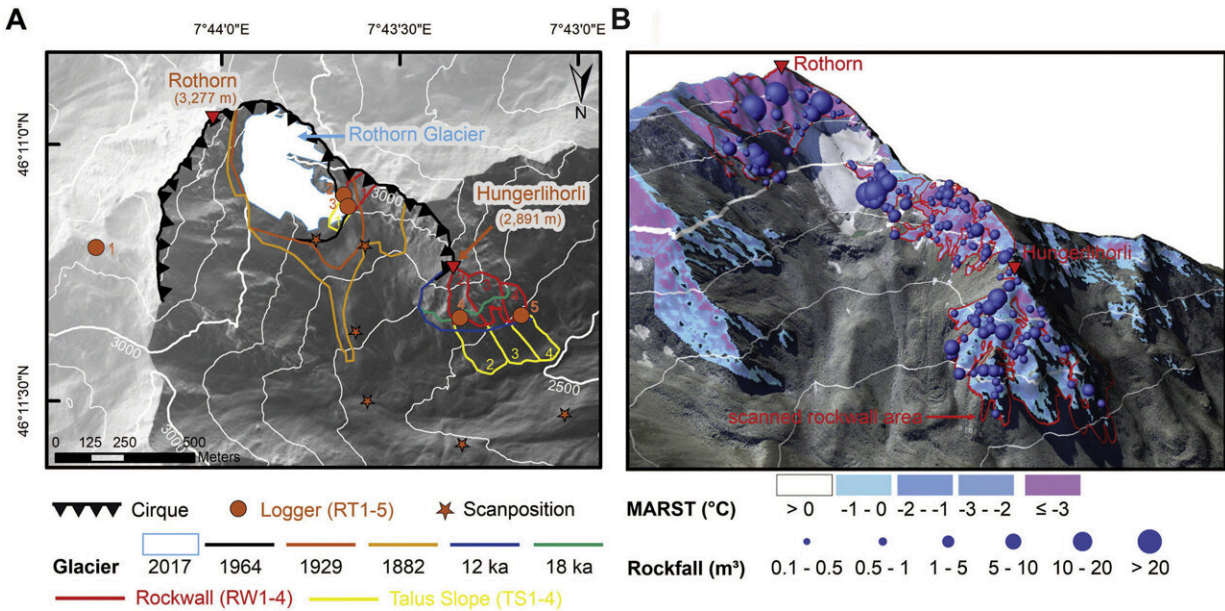 A
7°44'0"E
7°43'30"E
7°43'0"E
46°11'0"N
46°11'30"N
Rothorn
(3,277 m)
N
Rothorn Glacier
3000
Hungerlihorli
(2,891 m)
1
2
3
1
4
5
2
3
4
3000
3000
2500
0 125 250 500
Meters
Cirque
Logger (RT1-5)
Scanposition
Glacier
2017 1964 1929 1882 12 ka 18 ka
Rockwall (RW1-4)
Talus Slope (TS1-4)
B
Rothorn
Hungerlihorli
scanned rockwall area
MARST (°C)
> 0 -1 - 0 -2 - -1 -3 - -2 ≤ -3
Rockfall (m³) 0.1 - 0.5 0.5 - 1 1 - 5 5 - 10 10 - 20 > 20